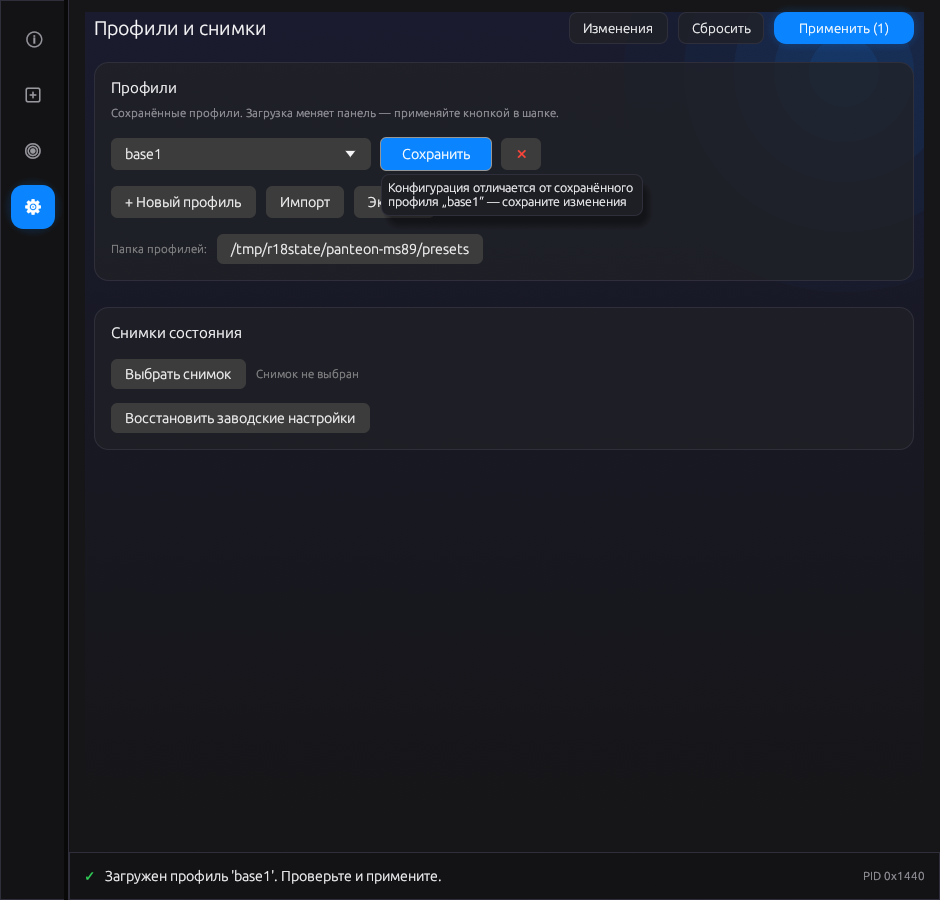 Профили и снимки
Изменения
Сбросить
Применить (1)
Профили
Сохранённые профили. Загрузка меняет панель — применяйте кнопкой в шапке.
base1
Сохранить
×
Конфигурация отличается от сохранённого
профиля „base1“ — сохраните изменения
+ Новый профиль
Импорт
Папка профилей:
/tmp/r18state/panteon-ms89/presets
Снимки состояния
Выбрать снимок
Снимок не выбран
Восстановить заводские настройки
✓ Загружен профиль 'base1'. Проверьте и примените.
PID 0x1440